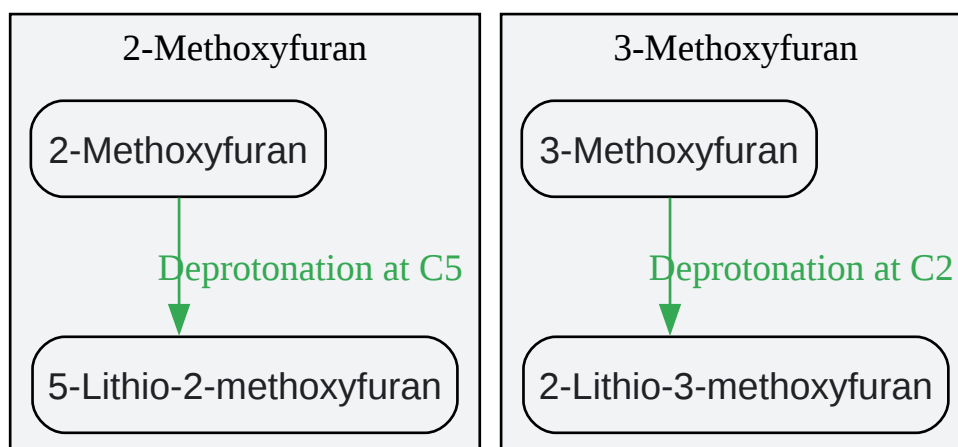 2-Methoxyfuran
2-Methoxyfuran
Deprotonation at C5
5-Lithio-2-methoxyfuran
3-Methoxyfuran
3-Methoxyfuran
Deprotonation at C2
2-Lithio-3-methoxyfuran